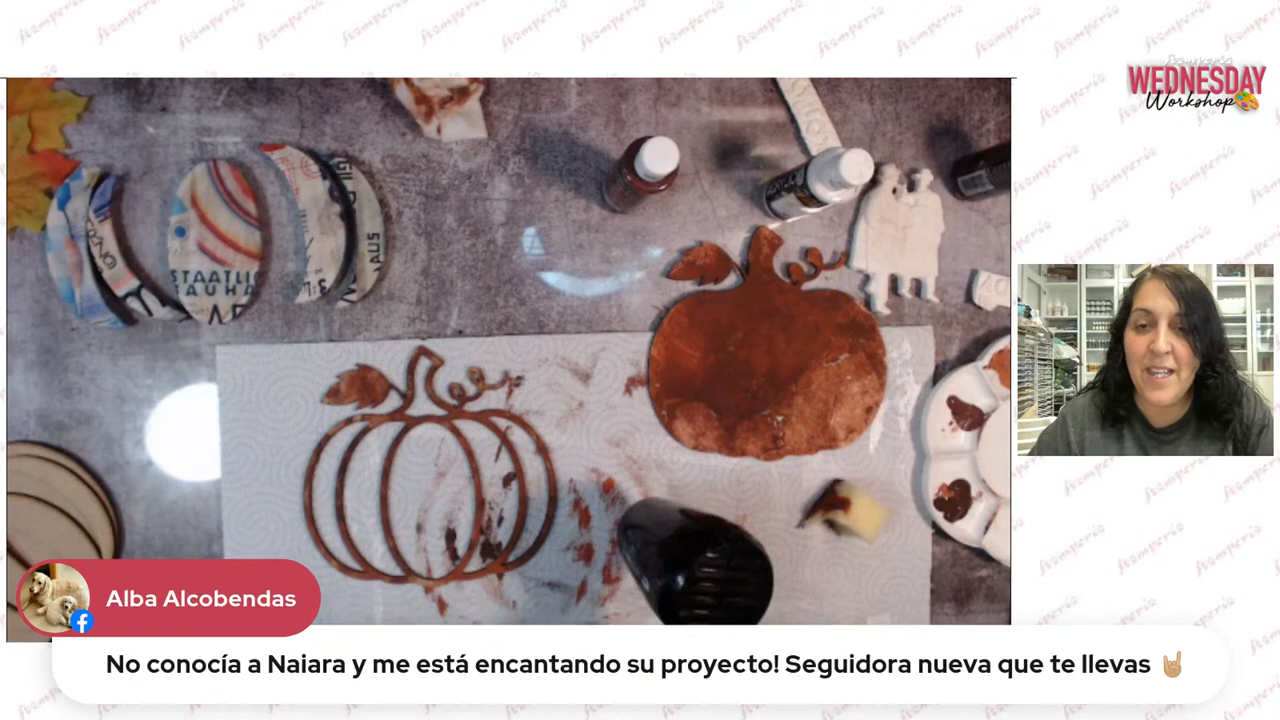 Stamperia
WEDNESDAY
Workshop
STAATLIC
BAUHA
Alba Alcobendas
No conocía a Naiara y me está encantando su proyecto! Seguidora nueva que te llevas 🤘🏼